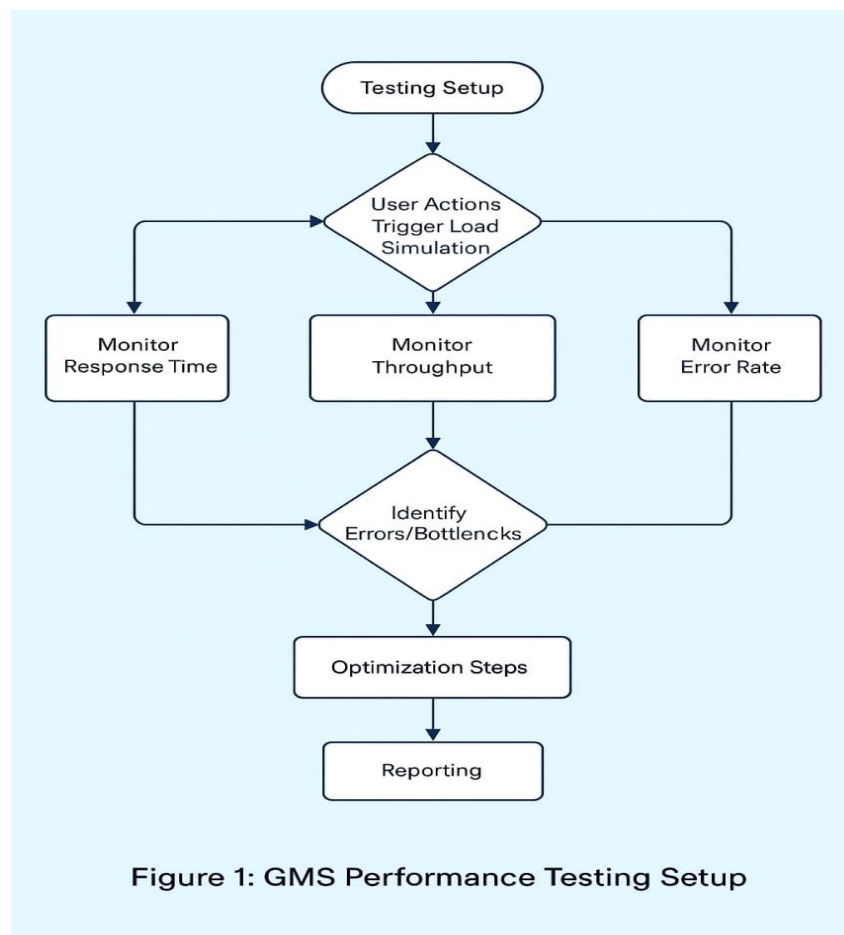 Testing Setup
User Actions
Trigger Load
Simulation
Monitor
Response Time
Monitor
Throughput
Monitor
Error Rate
Identify
Errors/Bottlencks
Optimization Steps
Reporting
Figure 1: GMS Performance Testing Setup